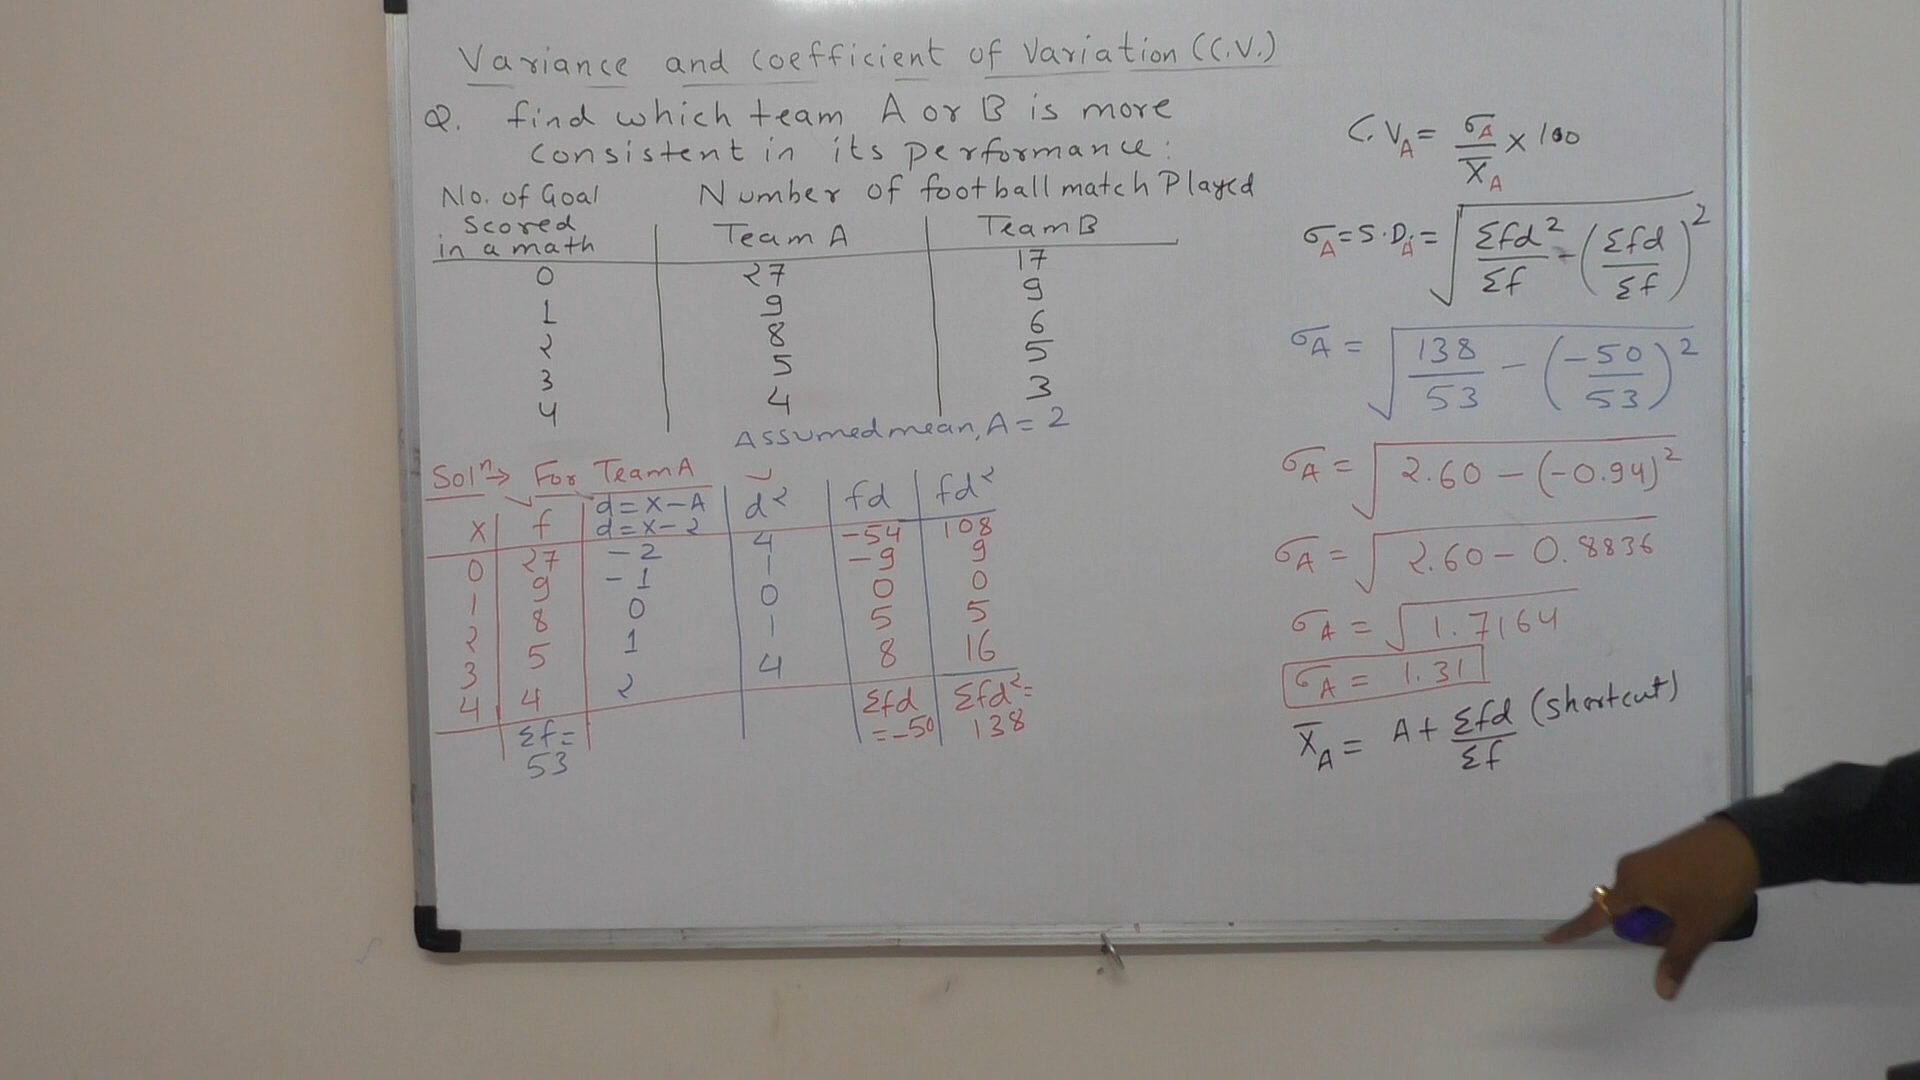 Variance and Coefficient of Variation (C.V.)
Q. find which team A or B is more
consistent in its performance:
No. of Goal Number of football match Played
Scored
in a math Team A Team B
0 27 17
1 9 9
2 8 6
3 5 5
4 4 3
Assumed mean, A = 2
Solⁿ→ For Team A
x f d=x-A d² fd fd²
d=x-2
0 27 -2 4 -54 108
1 9 -1 1 -9 9
2 8 0 0 0 0
3 5 1 1 5 5
4 4 2 4 8 16
Σf= Σfd Σfd²=
53 =-50 138
C.V_A = σ_A/X̄_A × 100
σ_A = S.D_A = √(Σfd²/Σf - (Σfd/Σf)²)
σ_A = √(138/53 - (-50/53)²)
σ_A = √(2.60 - (-0.94)²)
σ_A = √(2.60 - 0.8836)
σ_A = √1.7164
σ_A = 1.31
X̄_A = A + Σfd/Σf (Shortcut)